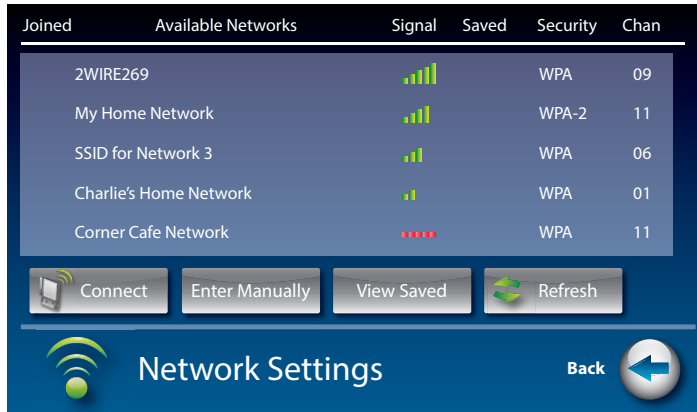 Joined Available Networks Signal Saved Security Chan
2WIRE269 WPA 09
My Home Network WPA-2 11
SSID for Network 3 WPA 06
Charlie’s Home Network WPA 01
Corner Cafe Network WPA 11
Connect Enter Manually View Saved Refresh
Network Settings Back